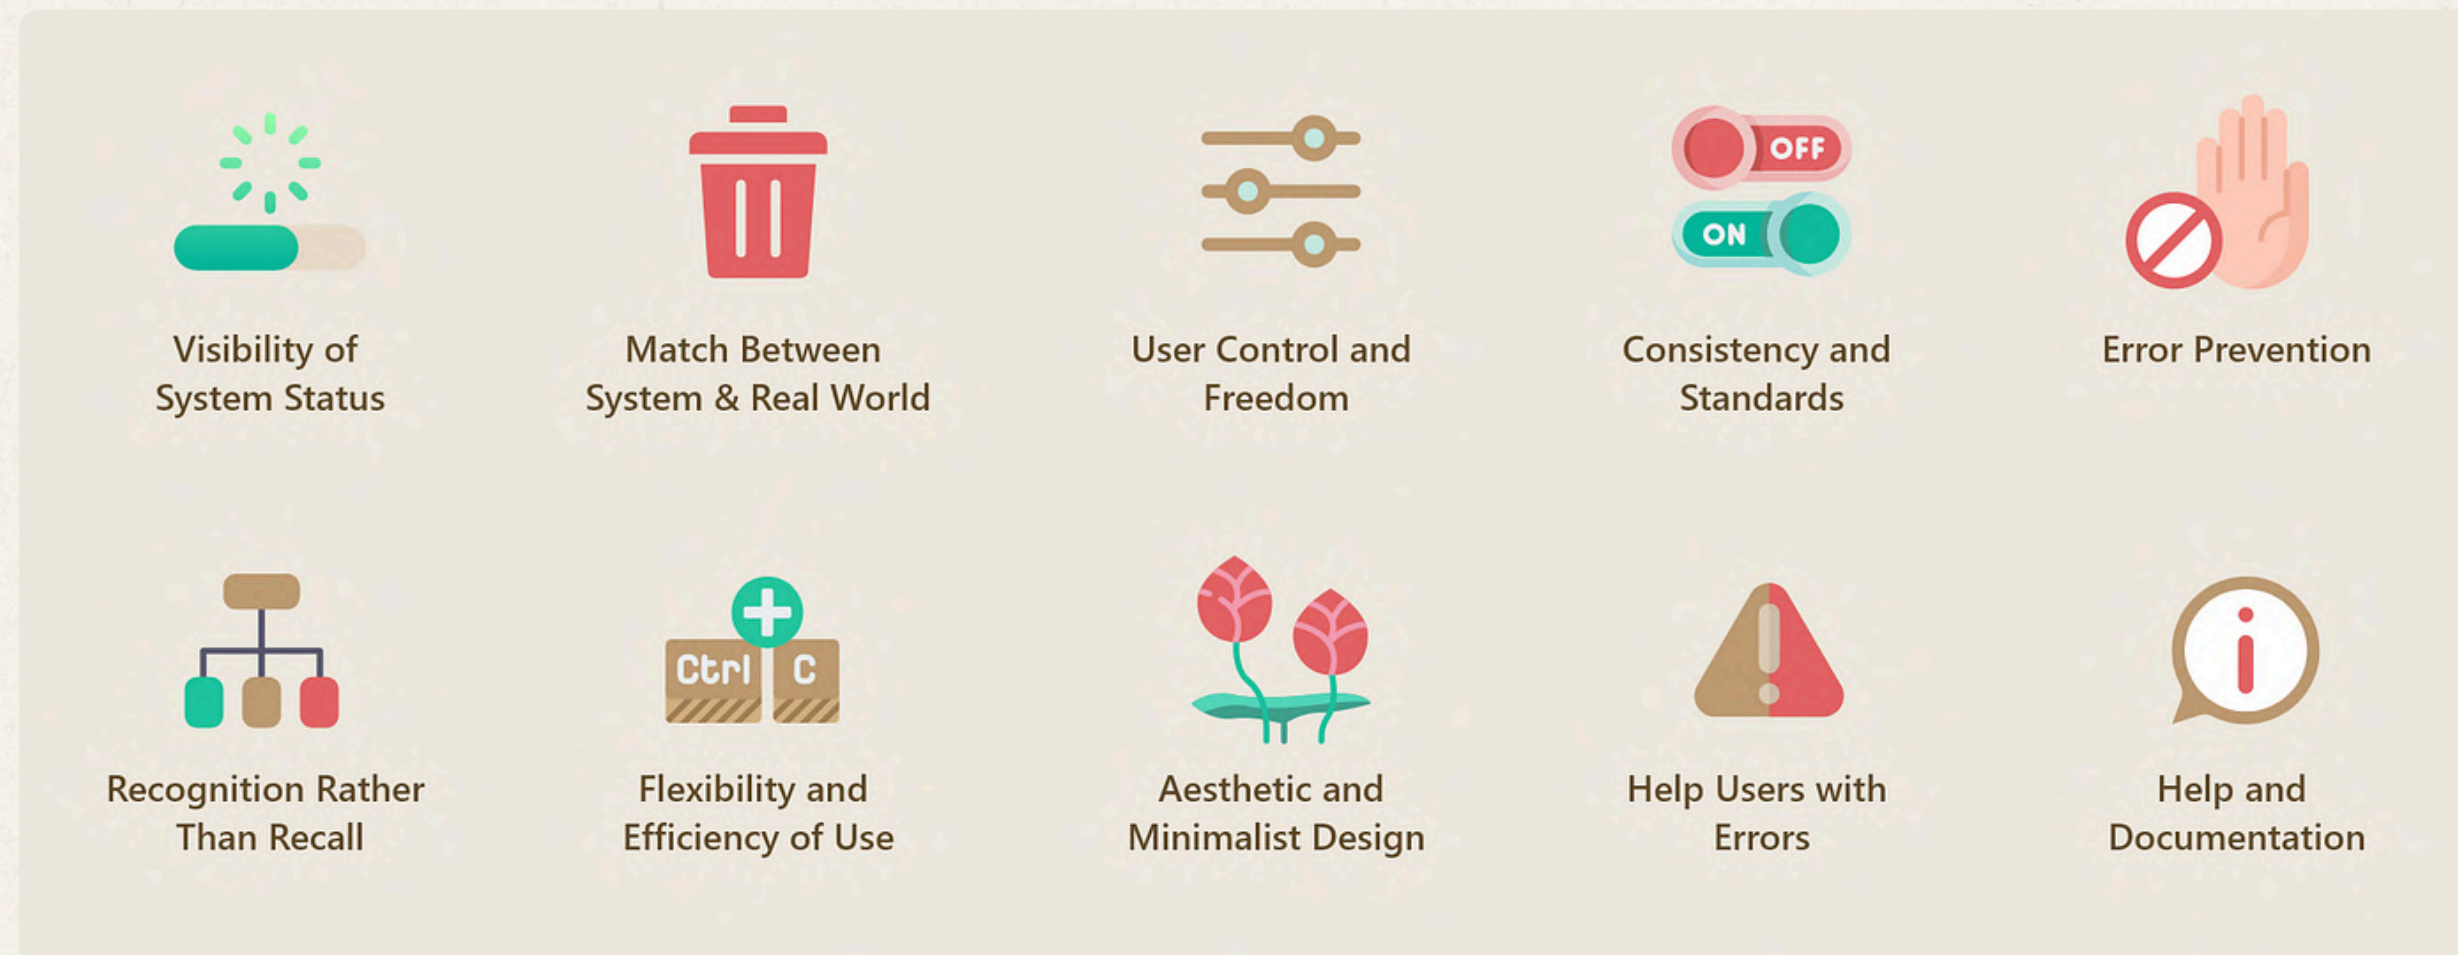 OFF
ON
Visibility of
System Status
Match Between
System & Real World
User Control and
Freedom
Consistency and
Standards
Error Prevention
Ctrl
C
Recognition Rather
Than Recall
Flexibility and
Efficiency of Use
Aesthetic and
Minimalist Design
Help Users with
Errors
Help and
Documentation